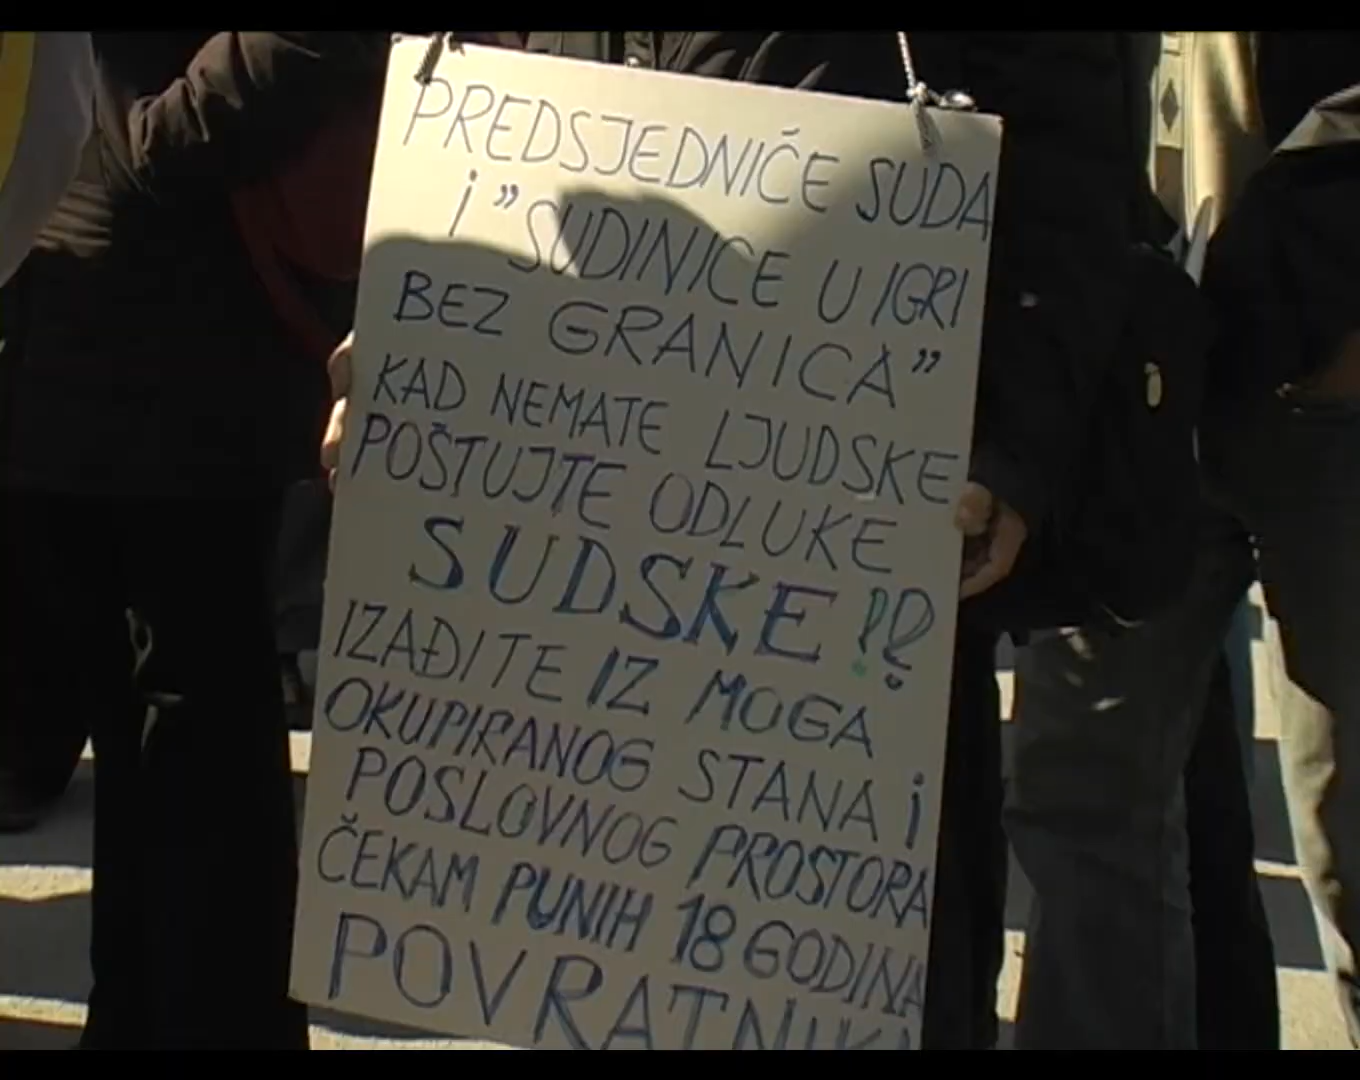 PREDSJEDNIČE SUDA
i "SUDINICE U IGRI
BEZ GRANICA"
KAD NEMATE LJUDSKE
POŠTUJTE ODLUKE
SUDSKE!?
IZAĐITE IZ MOGA
OKUPIRANOG STANA i
POSLOVNOG PROSTORA
ČEKAM PUNIH 18 GODINA
POVRATNIK